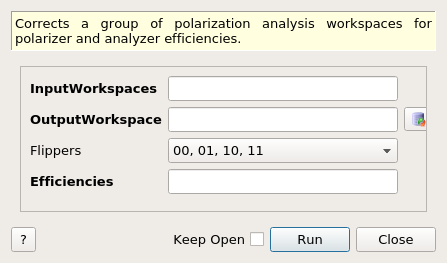 Corrects a group of polarization analysis workspaces for
polarizer and analyzer efficiencies.
InputWorkspaces
OutputWorkspace
Flippers 00, 01, 10, 11
Efficiencies
? Keep Open Run Close